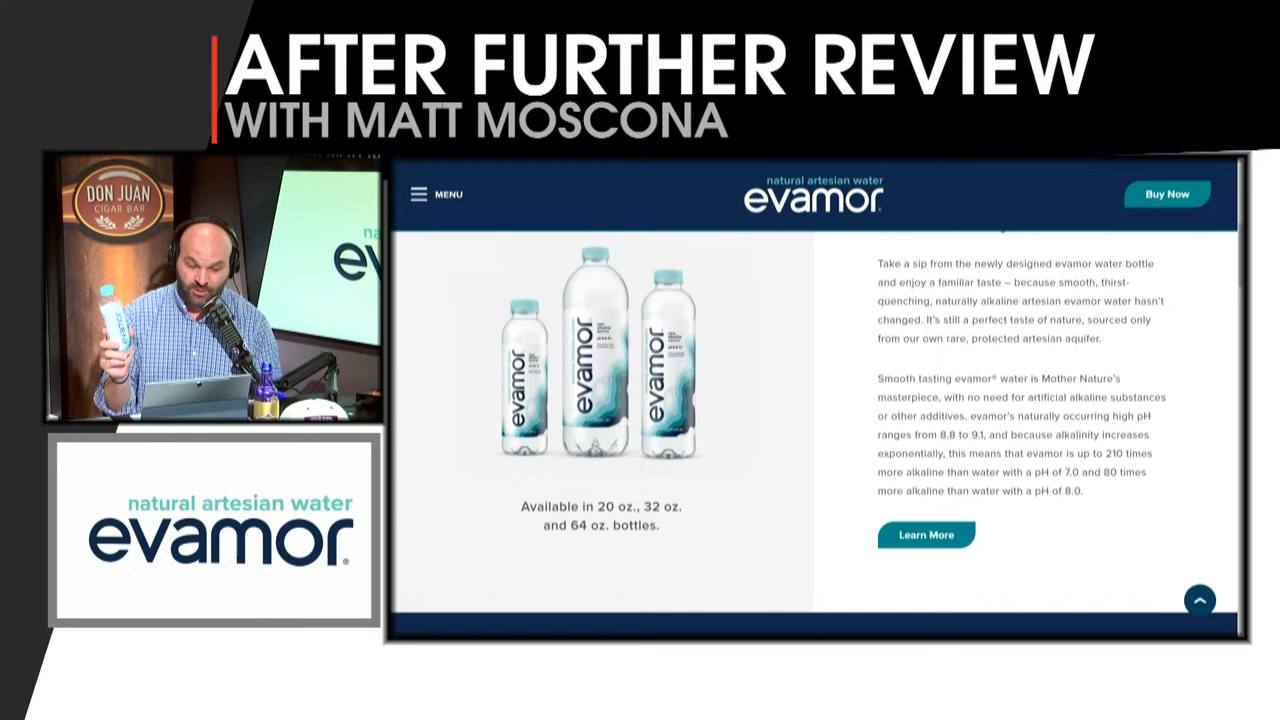 AFTER FURTHER REVIEW
WITH MATT MOSCONA
DON JUAN
CIGAR BAR
na
ev
evamor
MENU
natural artesian water
evamor
Buy Now
evamor
evamor
evamor
Available in 20 oz., 32 oz.
and 64 oz. bottles.
Take a sip from the newly designed evamor water bottle
and enjoy a familiar taste – because smooth, thirst-
quenching, naturally alkaline artesian evamor water hasn't
changed. It's still a perfect taste of nature, sourced only
from our own rare, protected artesian aquifer.
Smooth tasting evamor® water is Mother Nature's
masterpiece, with no need for artificial alkaline substances
or other additives. evamor's naturally occurring high pH
ranges from 8.8 to 9.1, and because alkalinity increases
exponentially, this means that evamor is up to 210 times
more alkaline than water with a pH of 7.0 and 80 times
more alkaline than water with a pH of 8.0.
Learn More
natural artesian water
evamor®